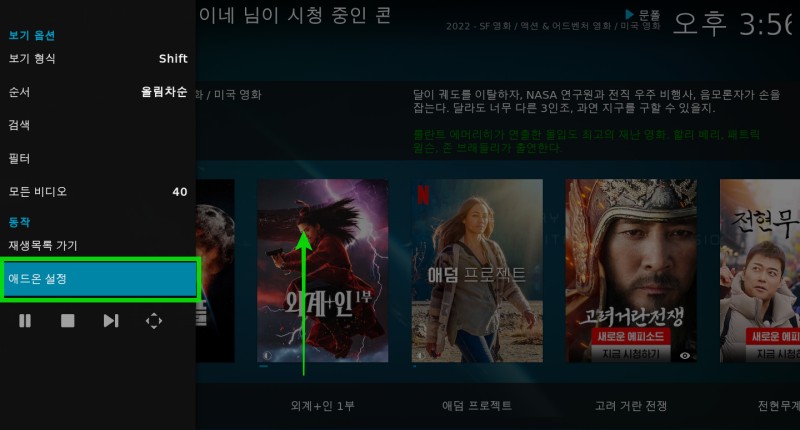 이네 님이 시청 중인 콘
문폴
2022 - SF 영화 / 액션 & 어드벤처 영화 / 미국 영화
오후 3:56
보기 옵션
보기 형식 Shift
순서 올림차순
검색
필터
모든 비디오 40
동작
재생목록 가기
애드온 설정
화 / 미국 영화
달이 궤도를 이탈하자, NASA 연구원과 전직 우주 비행사, 음모론자가 손을
잡는다. 달라도 너무 다른 3인조, 과연 지구를 구할 수 있을지.
롤란트 에머리히가 연출한 몰입도 최고의 재난 영화. 핼리 베리, 패트릭
윌슨, 존 브래들리가 출연한다.
외계+인 1부
N
애덤 프로젝트
고려거란전쟁
새로운 에피소드
지금 시청하기
전현무
새로운 에피
지금 시청
외계+인 1부
애덤 프로젝트
고려 거란 전쟁
전현무계